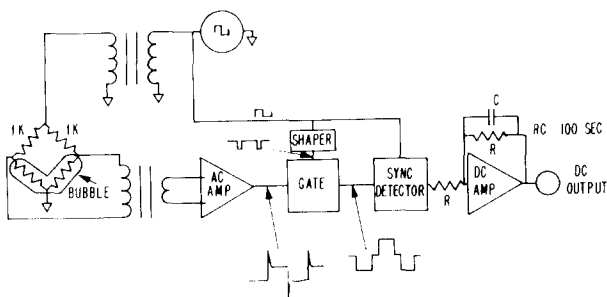 C
RC 100 SEC
R
1K
1K
SHAPER
BUBBLE
AC
AMP
GATE
SYNC
DETECTOR
R
DC
AMP
DC
OUTPUT